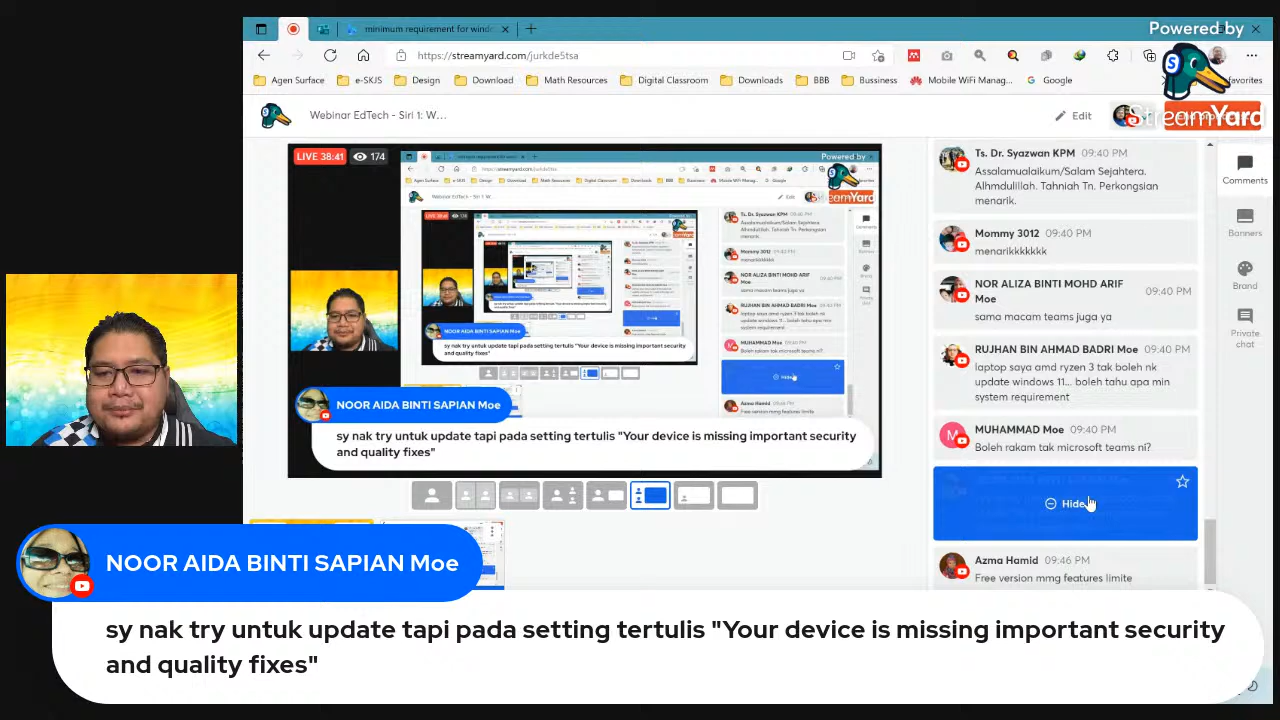 minimum requirement for wind
Powered by
https://streamyard.com/jurkde5tsa
Agen Surface
e-SKJS
Design
Download
Math Resources
Digital Classroom
Downloads
BBB
Bussiness
Mobile WiFi Manag...
Google
favorites
Webinar EdTech - Siri 1: W...
Edit
StreamYard
LIVE 38:41
174
Ts. Dr. Syazwan KPM 09:40 PM
Assalamualaikum/Salam Sejahtera.
Alhmdulillah. Tahniah Tn. Perkongsian
menarik.
Mommy 3012 09:40 PM
menarikkkkkkk
NOR ALIZA BINTI MOHD ARIF
Moe
09:40 PM
sama macam teams juga ya
RUJHAN BIN AHMAD BADRI Moe 09:40 PM
laptop saya amd ryzen 3 tak boleh nk
update windows 11... boleh tahu apa min
system requirement
MUHAMMAD Moe 09:40 PM
Boleh rakam tak microsoft teams ni?
Hide
Azma Hamid 09:46 PM
Free version mmg features limite
Comments
Banners
Brand
Private
chat
NOOR AIDA BINTI SAPIAN Moe
sy nak try untuk update tapi pada setting tertulis "Your device is missing important security
and quality fixes"
NOOR AIDA BINTI SAPIAN Moe
sy nak try untuk update tapi pada setting tertulis "Your device is missing important security
and quality fixes"